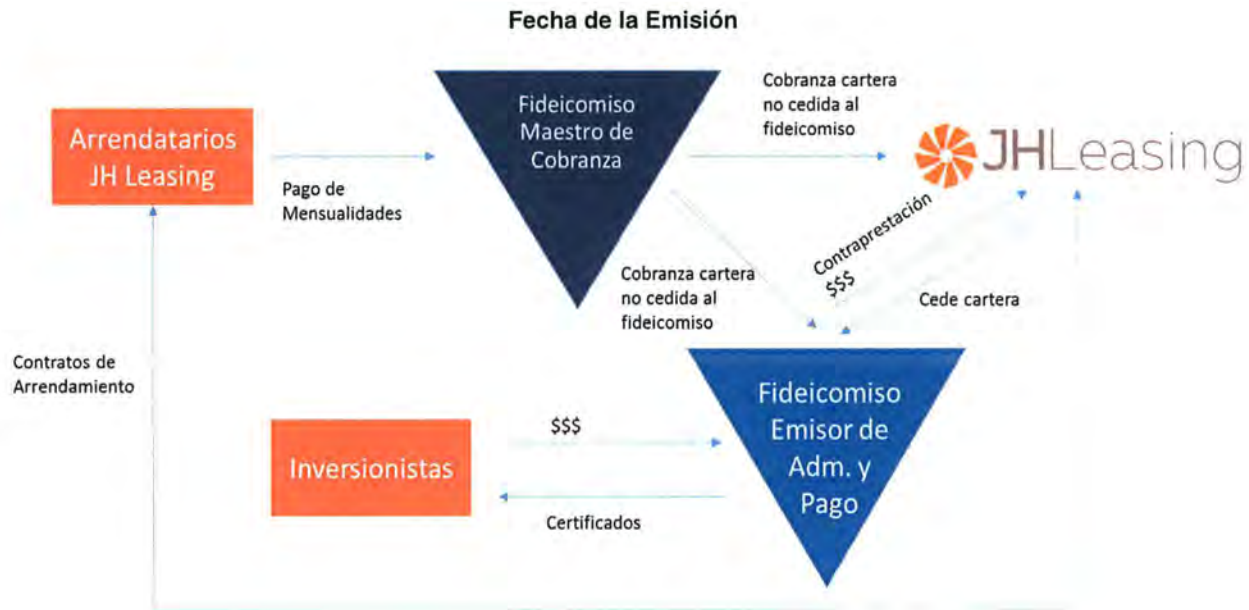 Fecha de la Emisión
Fideicomiso
Maestro de
Cobranza
Cobranza cartera
no cedida al
fideicomiso
Arrendatarios
JH Leasing
JHLeasing
Pago de
Mensualidades
Contraprestación
$$$
Cobranza cartera
no cedida al
fideicomiso
Cede cartera
Contratos de
Arrendamiento
Fideicomiso
Emisor de
Adm. y
Pago
$$$
Inversionistas
Certificados